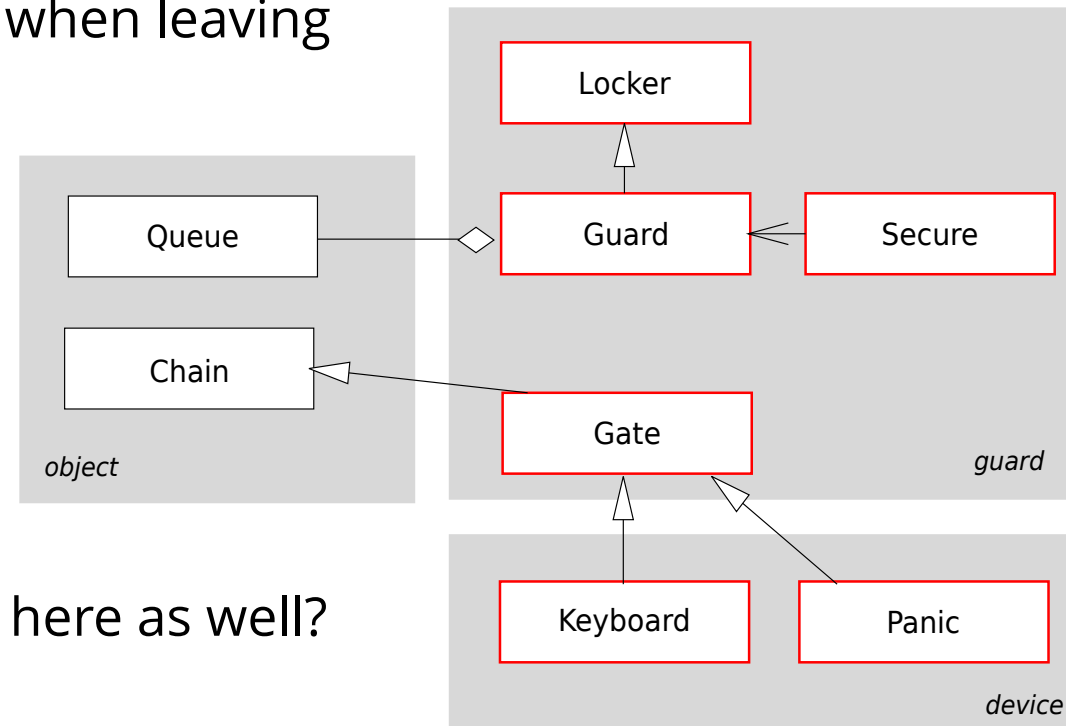 when leaving
Locker
Queue
Guard
Secure
Chain
Gate
object
guard
here as well?
Keyboard
Panic
device